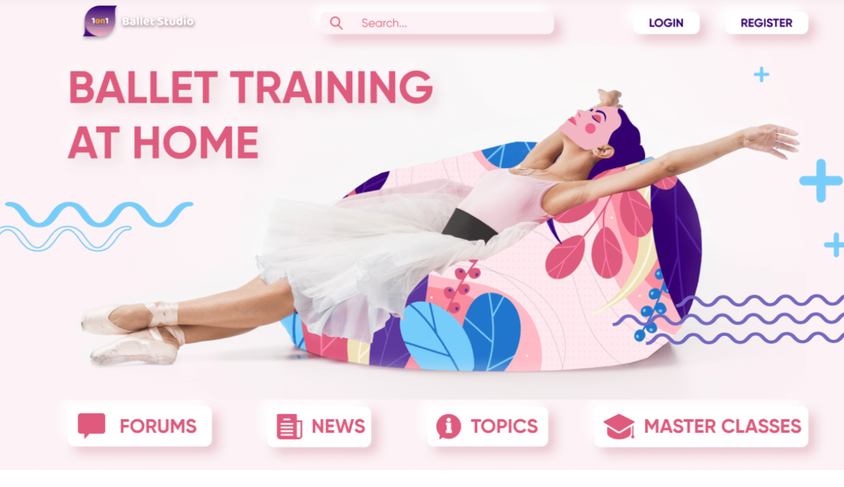 1on1 Ballet Studio
Search...
LOGIN
REGISTER
BALLET TRAINING
AT HOME
FORUMS
NEWS
TOPICS
MASTER CLASSES